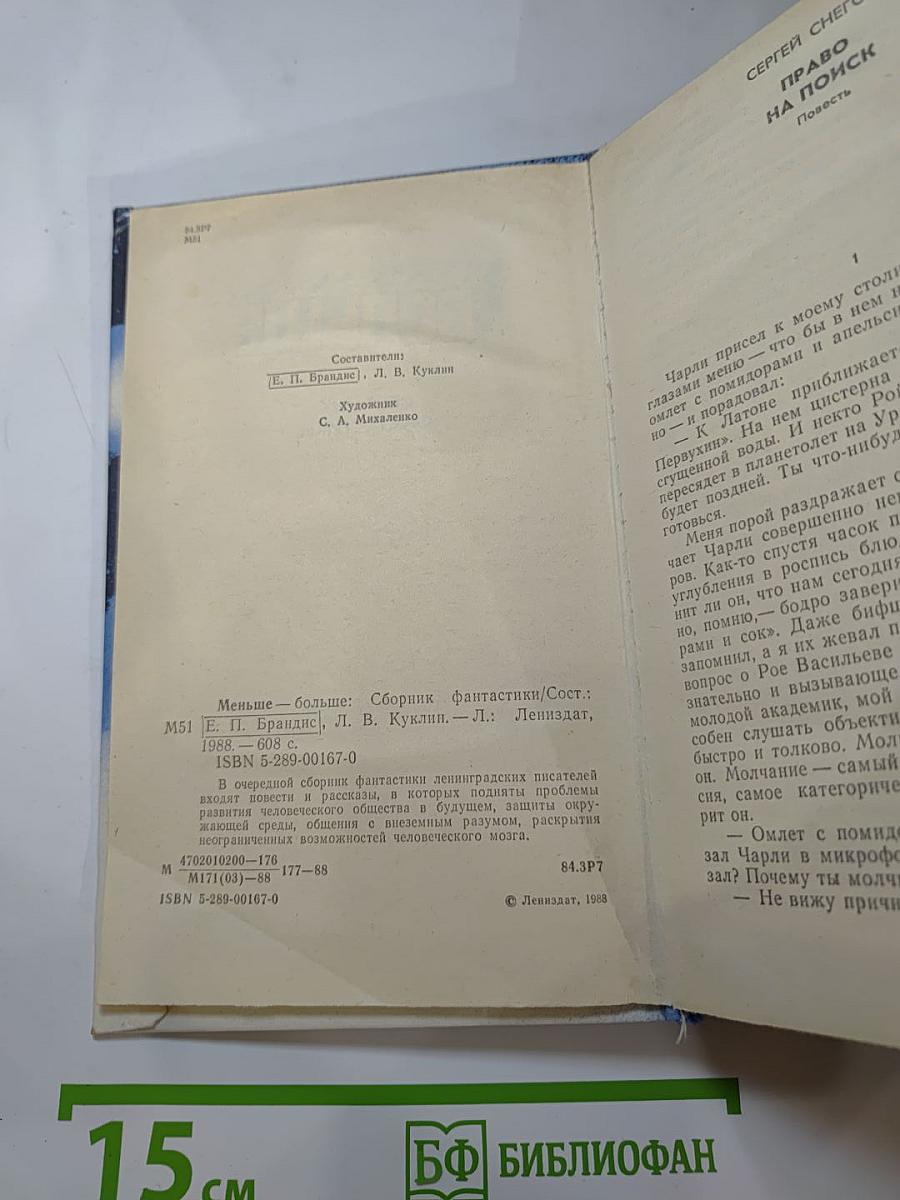 84.3Р7
М51
Составители:
Е. П. Брандис, Л. В. Куклин
Художник
С. А. Михаленко
Меньше — больше: Сборник фантастики/Сост.:
М51 Е. П. Брандис, Л. В. Куклин. — Л.: Лениздат,
1988. — 608 с.
ISBN 5-289-00167-0
В очередной сборник фантастики ленинградских писателей
входят повести и рассказы, в которых подняты проблемы
развития человеческого общества в будущем, защиты окру-
жающей среды, общения с внеземным разумом, раскрытия
неограниченных возможностей человеческого мозга.
М 4702010200—176
М171(03)—88 177—88
84.3Р7
ISBN 5-289-00167-0
© Лениздат, 1988
СЕРГЕЙ СНЕГО
ПРАВО
НА ПОИСК
Повесть
1
Чарли присел к моему столи
глазами меню — что бы в нем н
омлет с помидорами и апельси
но — и порадовал:
— К Латоне приближает
Первухин». На нем цистерна
сгущенной воды. И некто Рой
пересядет в планетолет на Ур
будет поздней. Ты что-нибуд
готовься.
Меня порой раздражает с
чает Чарли совершенно не
ров. Как-то спустя часок п
углубления в роспись блю
нит ли он, что нам сегодня
но, помню,— бодро завери
рами и сок». Даже бифш
запомнил, а я их жевал п
вопрос о Рое Васильеве
знательно и вызывающе
молодой академик, мой
собен слушать объекти
быстро и толково. Мол
он. Молчание — самый
сия, самое категориче
рит он.
— Омлет с помид
зал Чарли в микрофо
зал? Почему ты молч
— Не вижу причи
15 см
БФ БИБЛИОФАН